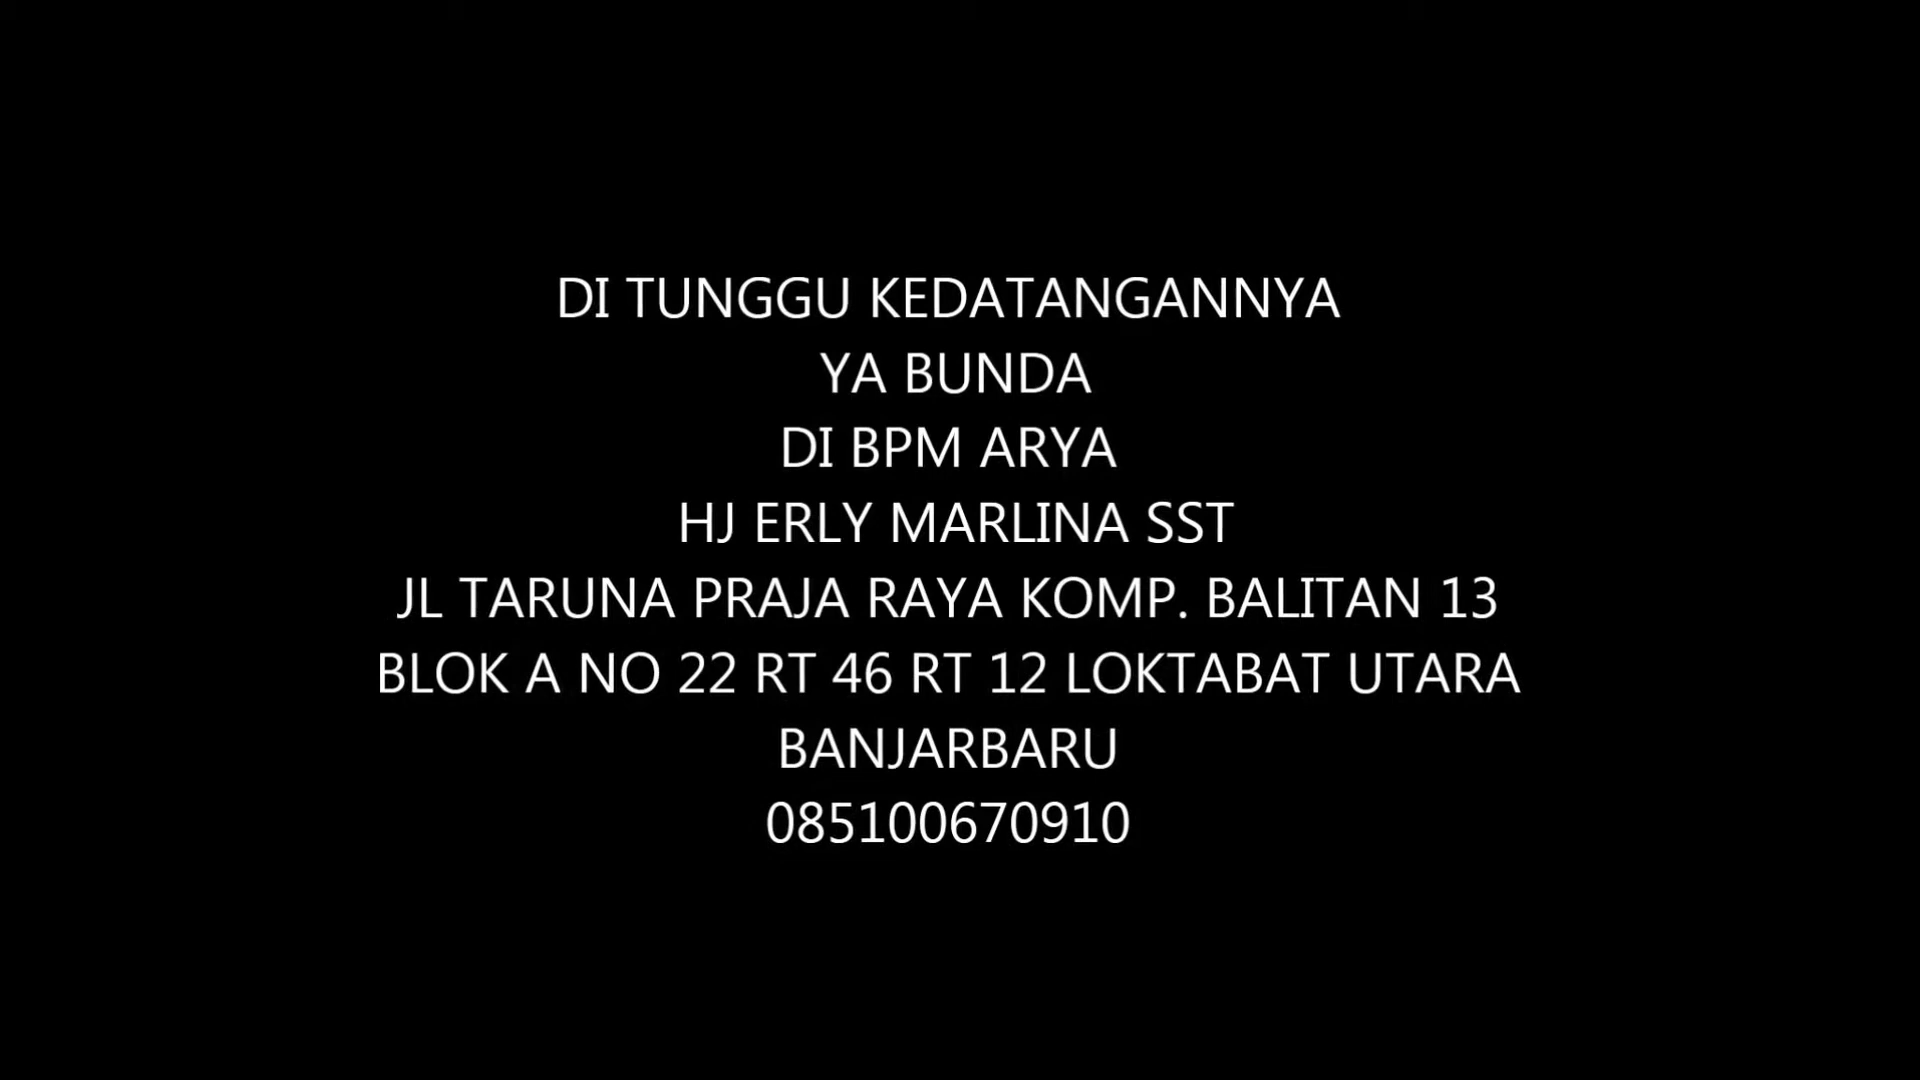 DI TUNGGU KEDATANGANNYA
YA BUNDA
DI BPM ARYA
HJ ERLY MARLINA SST
JL TARUNA PRAJA RAYA KOMP. BALITAN 13
BLOK A NO 22 RT 46 RT 12 LOKTABAT UTARA
BANJARBARU
085100670910